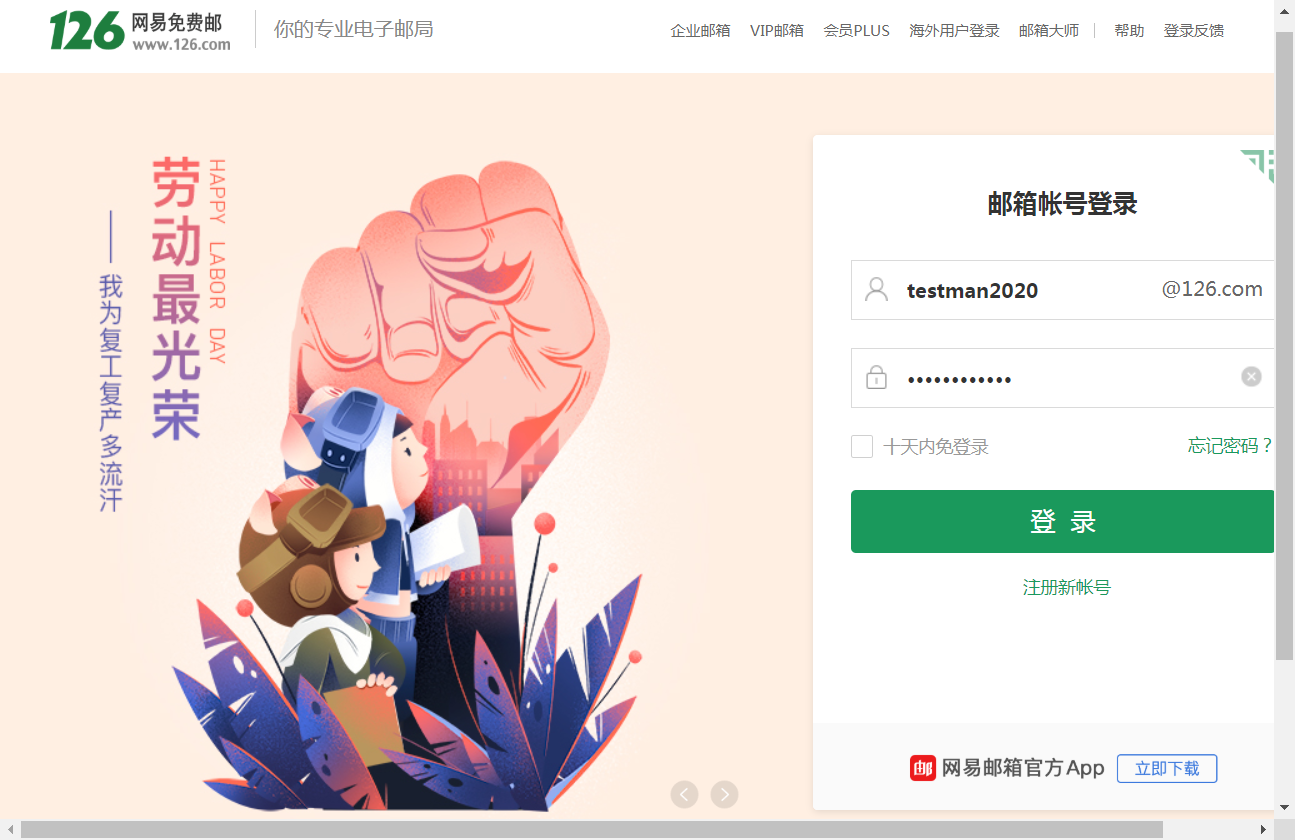 126 网易免费邮
www.126.com
你的专业电子邮局
企业邮箱 VIP邮箱 会员PLUS 海外用户登录 邮箱大师 | 帮助 登录反馈
劳动最光荣
HAPPY LABOR DAY
——我为复工复产多流汗
邮箱帐号登录
testman2020 @126.com
••••••••••••
十天内免登录 忘记密码?
登 录
注册新帐号
邮 网易邮箱官方App 立即下载